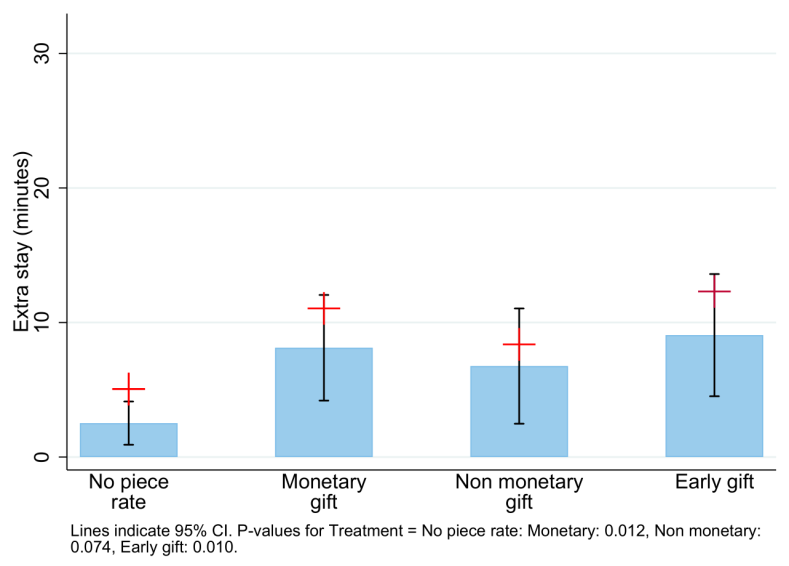 30
20
10
0
Extra stay (minutes)
No piece
rate
Monetary
gift
Non monetary
gift
Early gift
Lines indicate 95% CI. P-values for Treatment = No piece rate: Monetary: 0.012, Non monetary:
0.074, Early gift: 0.010.